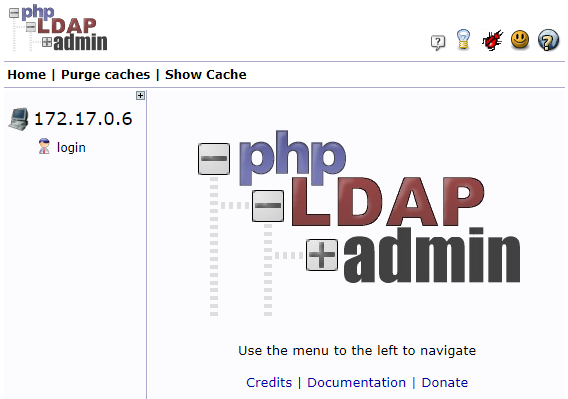 php
LDAP
admin
Home | Purge caches | Show Cache
172.17.0.6
login
php
LDAP
admin
Use the menu to the left to navigate
Credits | Documentation | Donate